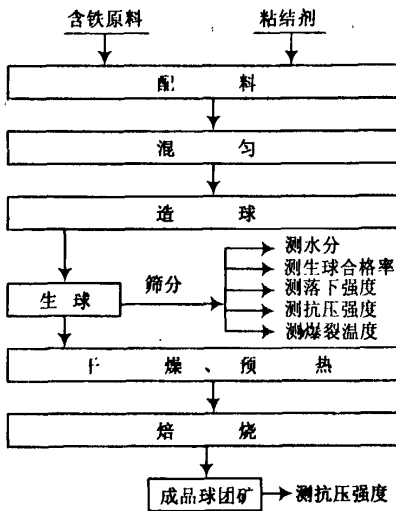 含铁原料 粘结剂
配料
混匀
造球
测水分
测生球合格率
生球 筛分 测落下强度
测抗压强度
测爆裂温度
干燥、预热
焙烧
成品球团矿 测抗压强度